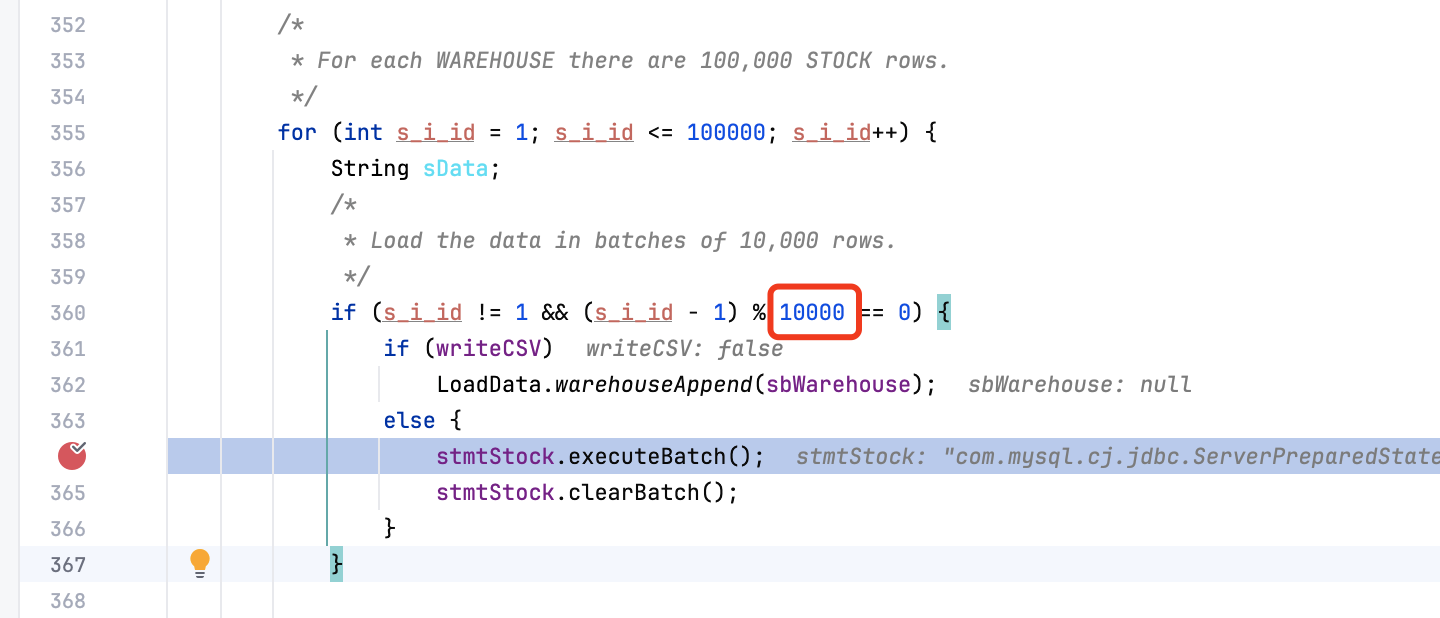 352 /*
353 * For each WAREHOUSE there are 100,000 STOCK rows.
354 */
355 for (int s_i_id = 1; s_i_id <= 100000; s_i_id++) {
356 String sData;
357 /*
358 * Load the data in batches of 10,000 rows.
359 */
360 if (s_i_id != 1 && (s_i_id - 1) % 10000 == 0) {
361 if (writeCSV) writeCSV: false
362 LoadData.warehouseAppend(sbWarehouse); sbWarehouse: null
363 else {
stmtStock.executeBatch(); stmtStock: "com.mysql.cj.jdbc.ServerPreparedState
365 stmtStock.clearBatch();
366 }
367 }
368